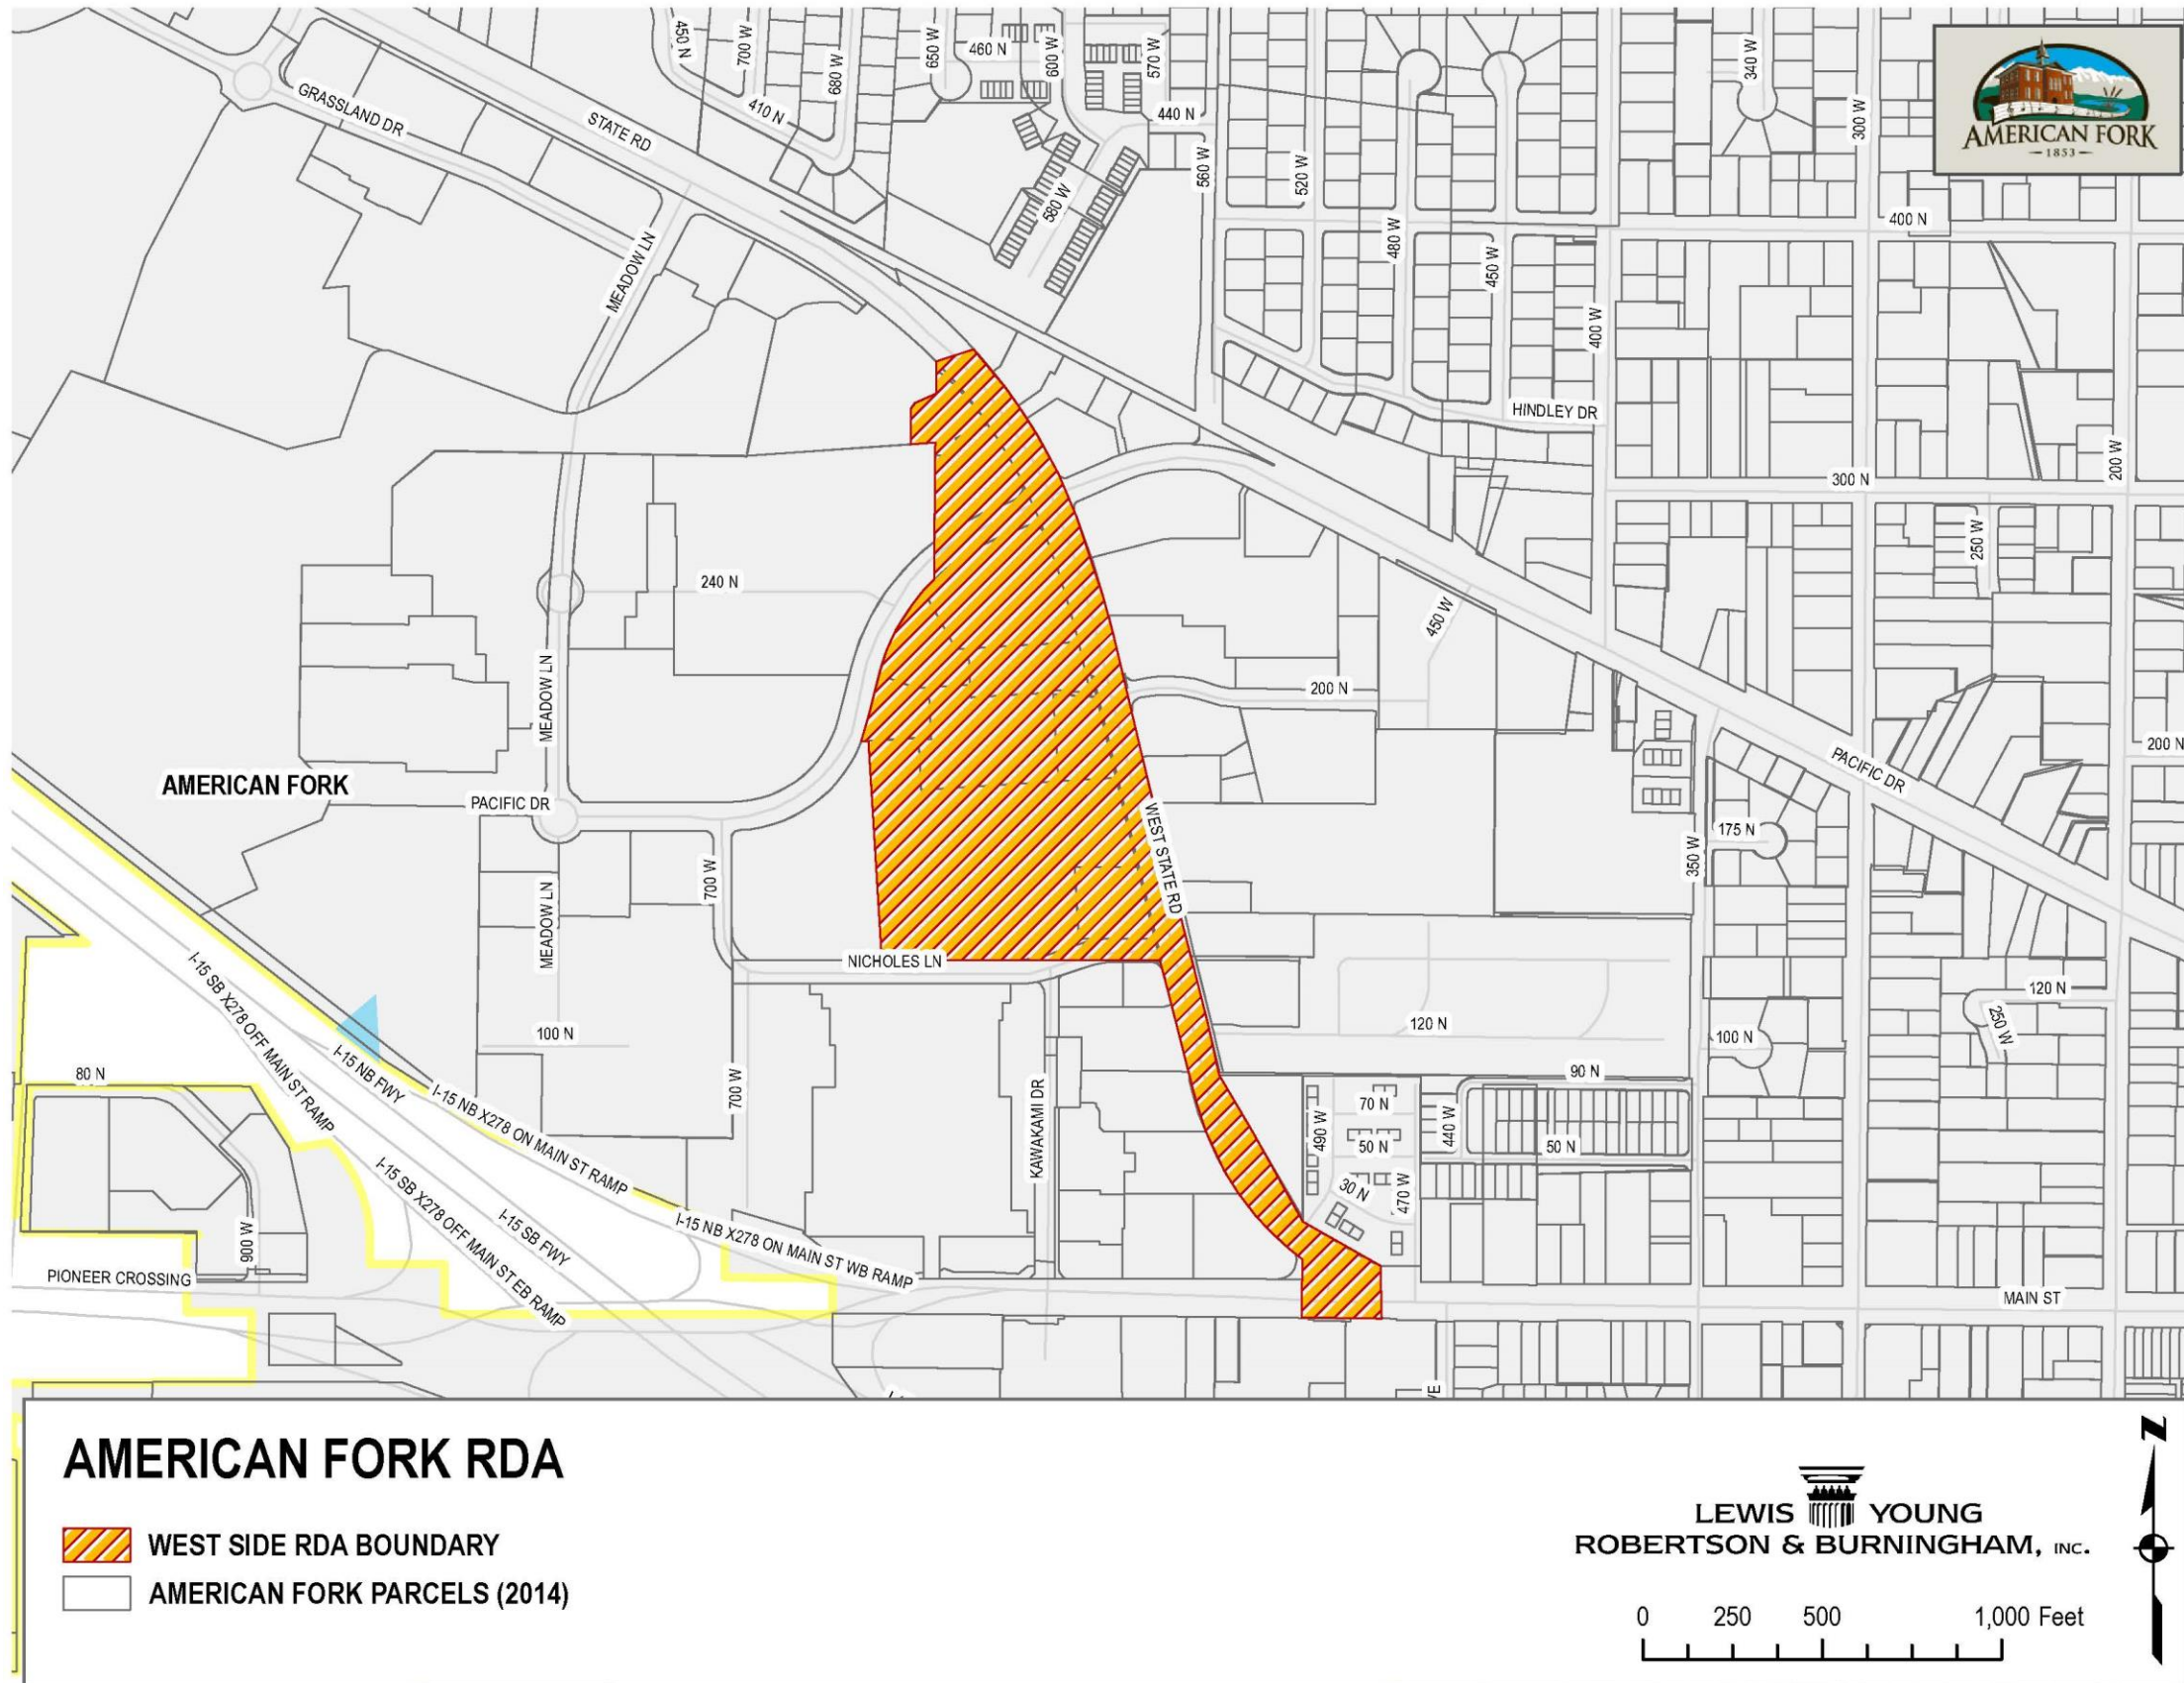 450 N
700 W
680 W
650 W
460 N
600 W
570 W
340 W
300 W
GRASSLAND DR
STATE RD
410 N
440 N
560 W
520 W
580 W
AMERICAN FORK
1853
400 N
MEADOW LN
480 W
450 W
400 W
HINDLEY DR
300 N
200 W
250 W
240 N
450 W
MEADOW LN
200 N
200 N
PACIFIC DR
AMERICAN FORK
PACIFIC DR
WEST STATE RD
175 N
350 W
700 W
MEADOW LN
NICHOLES LN
I-15 SB X278 OFF MAIN ST RAMP
120 N
250 W
100 N
120 N
100 N
I-15 NB FWY
80 N
I-15 NB X278 ON MAIN ST RAMP
700 W
KAWAKAMI DR
90 N
70 N
490 W
440 W
50 N
50 N
30 N
470 W
I-15 SB X278 OFF MAIN ST EB RAMP
I-15 SB FWY
I-15 NB X278 ON MAIN ST WB RAMP
900 W
PIONEER CROSSING
MAIN ST
AMERICAN FORK RDA
WEST SIDE RDA BOUNDARY
AMERICAN FORK PARCELS (2014)
LEWIS YOUNG
ROBERTSON & BURNINGHAM, INC.
N
0 250 500 1,000 Feet